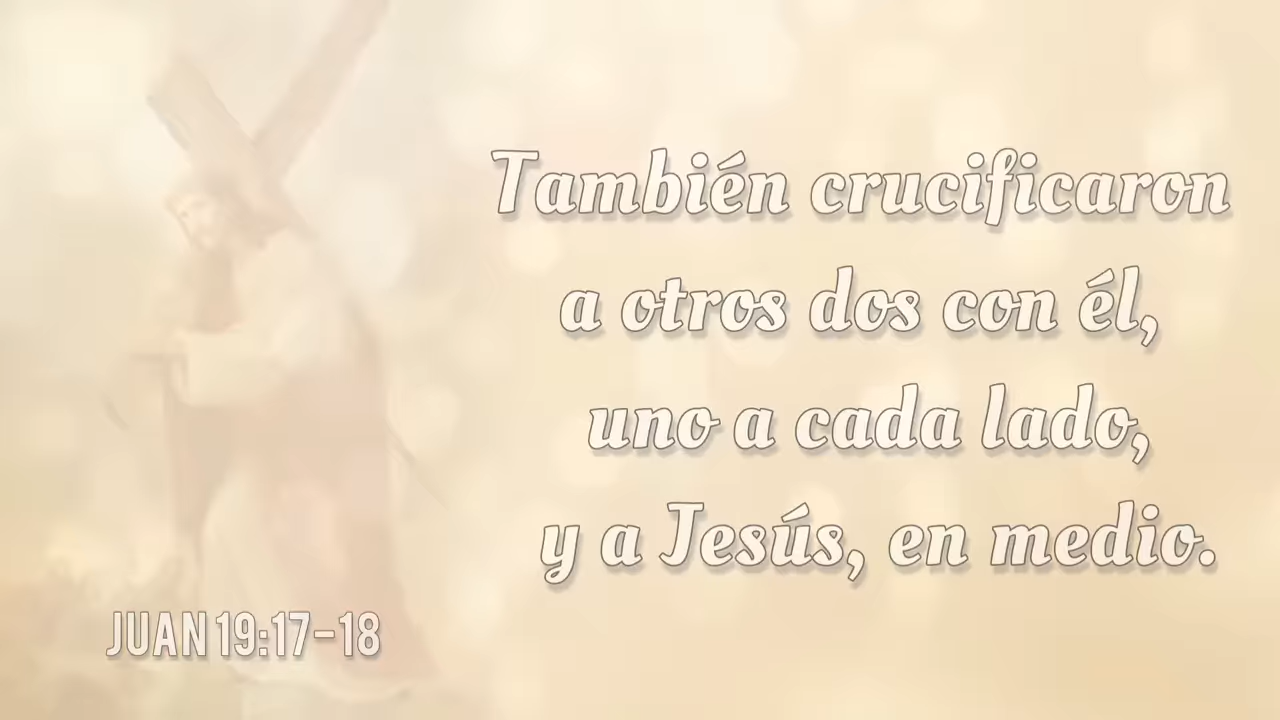 También crucificaron
a otros dos con él,
uno a cada lado,
y a Jesús, en medio.
JUAN 19:17-18